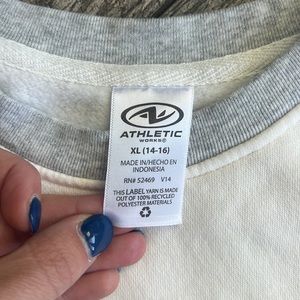 ATHLETIC
WORKS®
XL (14-16)
MADE IN/HECHO EN
INDONESIA
RN# 52469 V14
THIS LABEL YARN IS MADE
OUT OF 100% RECYCLED
POLYESTER MATERIALS